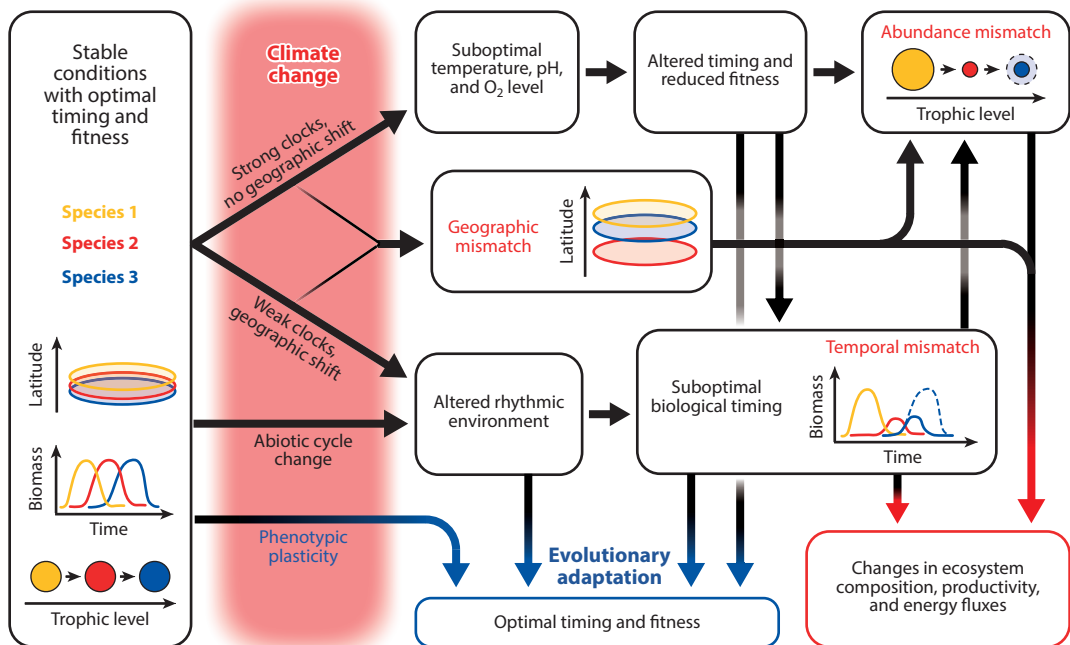 Stable
conditions
with optimal
timing and
fitness
Species 1
Species 2
Species 3
Latitude
Biomass
Time
Trophic level
Climate
change
Strong clocks,
no geographic shift
Weak clocks,
geographic shift
Abiotic cycle
change
Phenotypic
plasticity
Suboptimal
temperature, pH,
and O₂ level
Altered timing and
reduced fitness
Abundance mismatch
Trophic level
Geographic
mismatch
Latitude
Altered rhythmic
environment
Suboptimal
biological timing
Temporal mismatch
Biomass
Time
Evolutionary
adaptation
Optimal timing and fitness
Changes in ecosystem
composition, productivity,
and energy fluxes